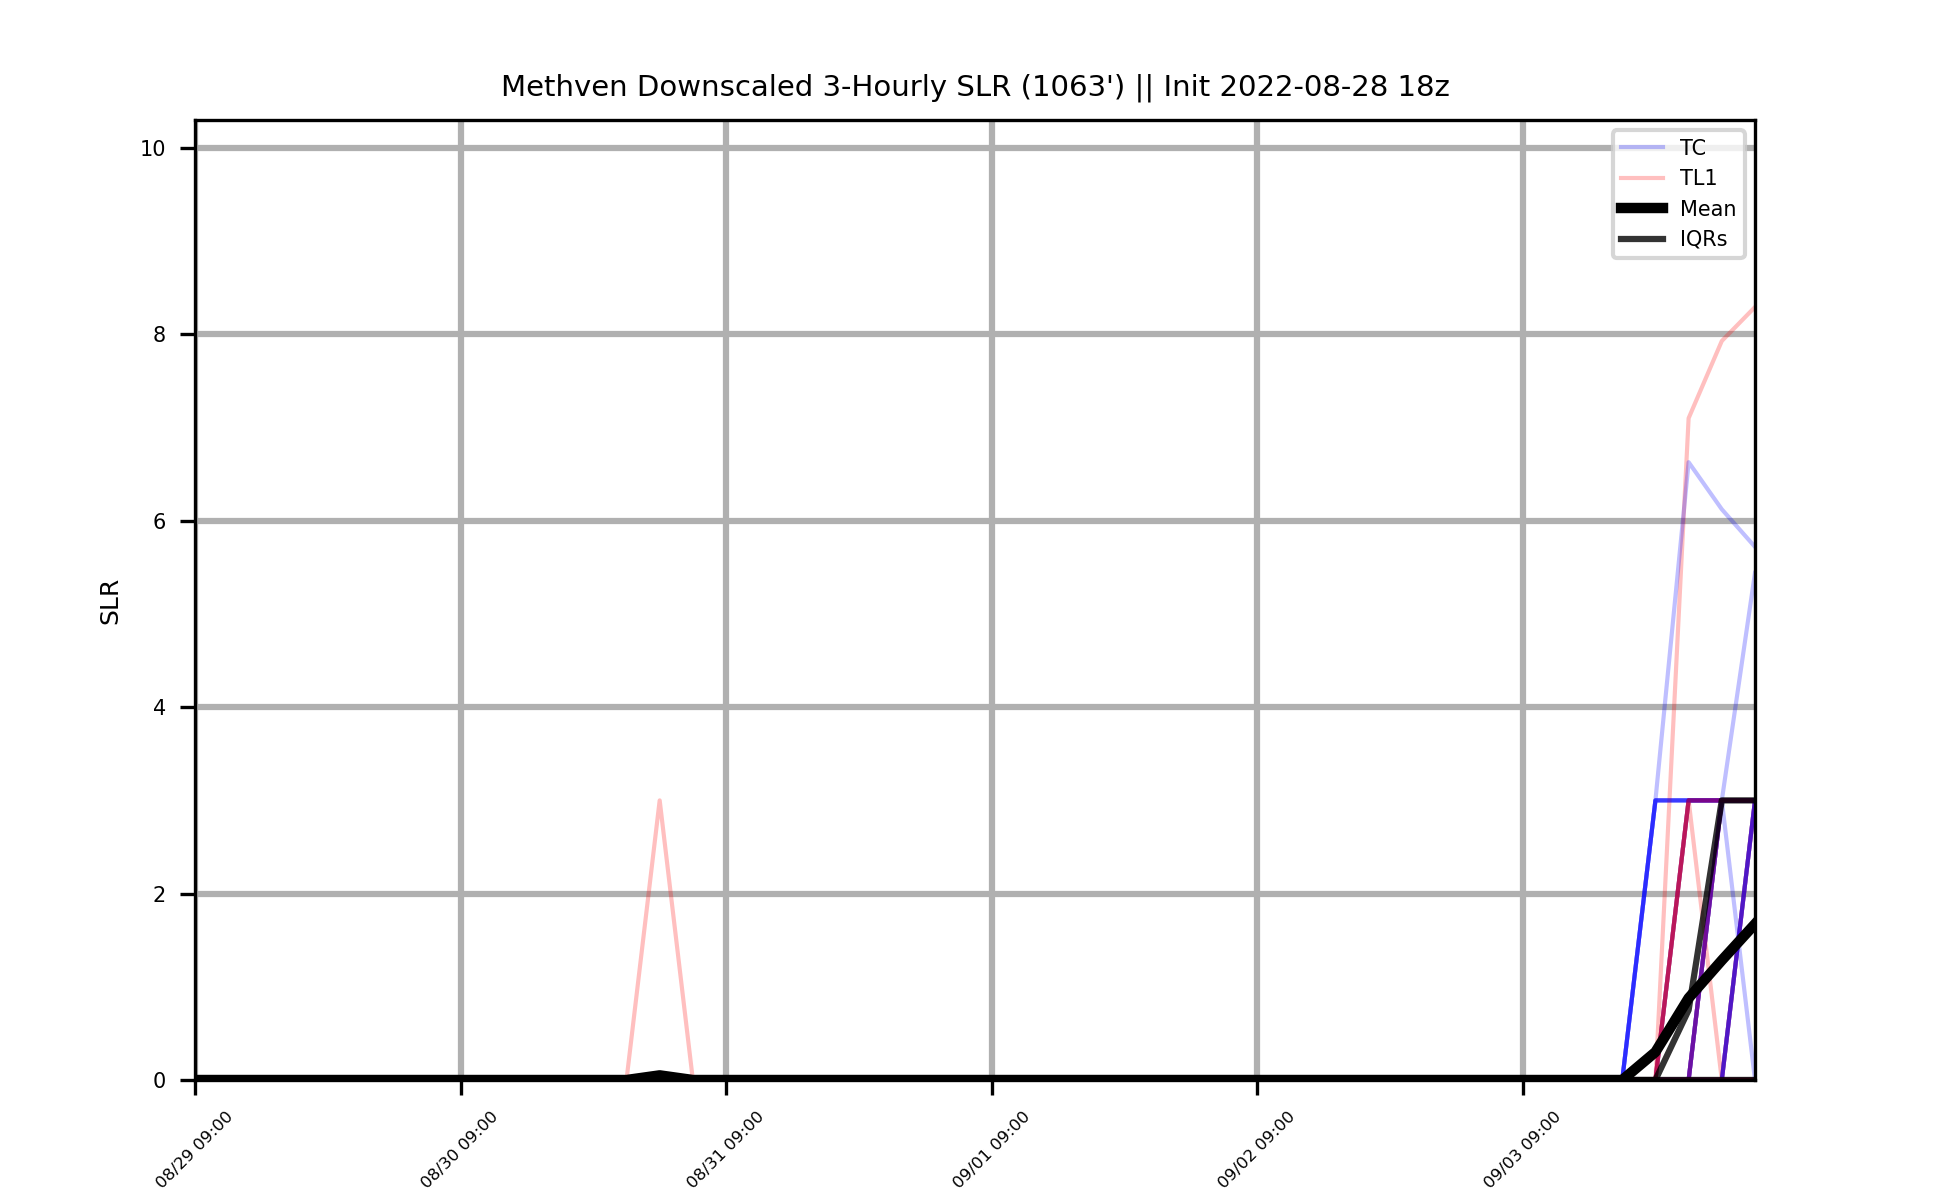 Methven Downscaled 3-Hourly SLR (1063') || Init 2022-08-28 18z
TC
TL1
Mean
IQRs
SLR
10
8
6
4
2
0
08/29 09:00
08/30 09:00
08/31 09:00
09/01 09:00
09/02 09:00
09/03 09:00